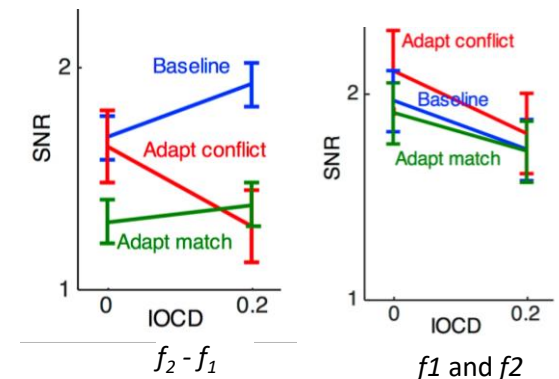 2
Baseline
SNR
Adapt conflict
Adapt match
1
0
0.2
IOCD
f2 - f1
Adapt conflict
2
Baseline
SNR
Adapt match
1
0
0.2
IOCD
f1 and f2